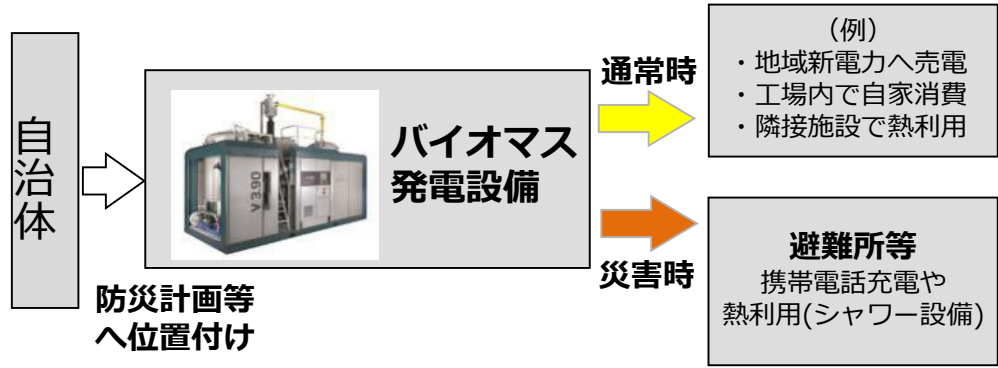 自治体
防災計画等
へ位置付け
バイオマス
発電設備
V390
通常時
（例）
・地域新電力へ売電
・工場内で自家消費
・隣接施設で熱利用
災害時
避難所等
携帯電話充電や
熱利用(シャワー設備)